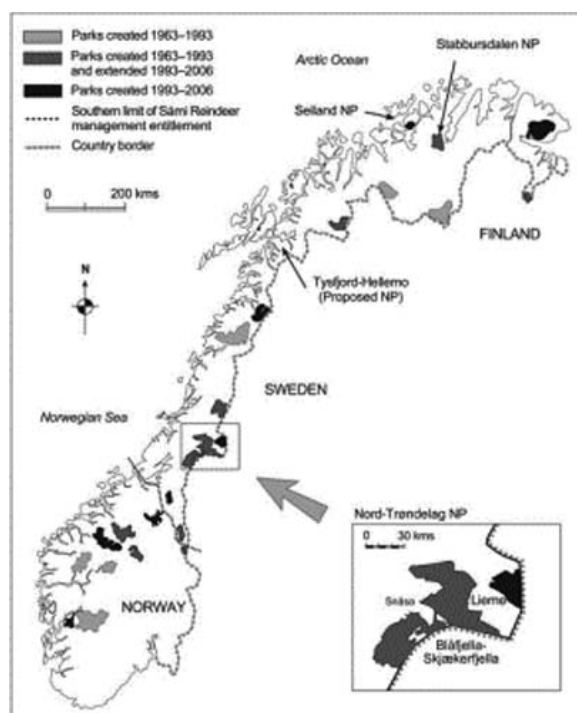 Parks created 1963–1993
Parks created 1963–1993
and extended 1993–2006
Parks created 1993–2006
Southern limit of Sámi Reindeer
management entitlement
Country border
0 200 kms
N
Arctic Ocean
Stabbursdalen NP
Seiland NP
FINLAND
Tysfjord-Hellemo
(Proposed NP)
SWEDEN
Norwegian Sea
NORWAY
Nord-Trøndelag NP
0 30 kms
Snåsa
Lierne
Blåfjella-
Skjækerfjella